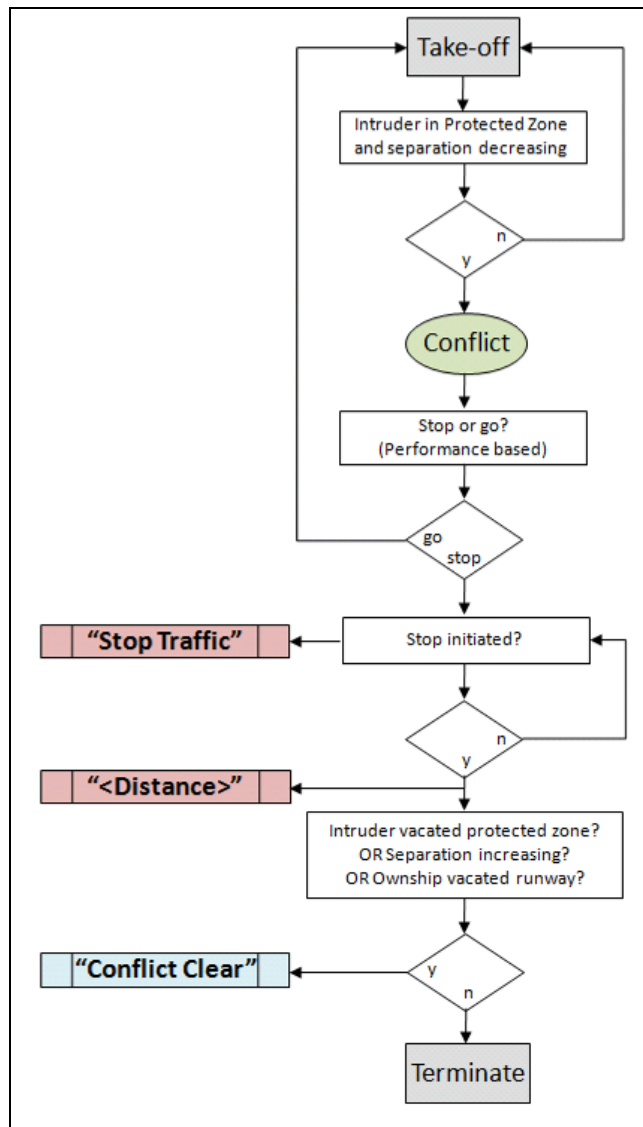 Take-off
Intruder in Protected Zone
and separation decreasing
n
y
Conflict
Stop or go?
(Performance based)
go
stop
“Stop Traffic”
Stop initiated?
n
y
“<Distance>”
Intruder vacated protected zone?
OR Separation increasing?
OR Ownship vacated runway?
“Conflict Clear”
y
n
Terminate